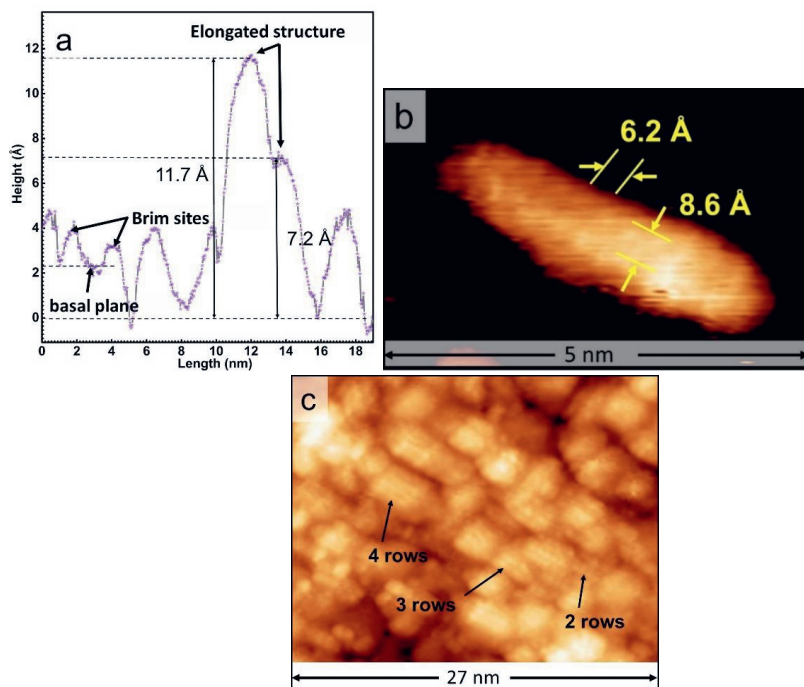 a
Elongated structure
12
10
8
6
4
2
0
Height (Å)
11.7 Å
7.2 Å
Brim sites
basal plane
0 2 4 6 8 10 12 14 16 18
Length (nm)
b
6.2 Å
8.6 Å
5 nm
c
4 rows
3 rows
2 rows
27 nm